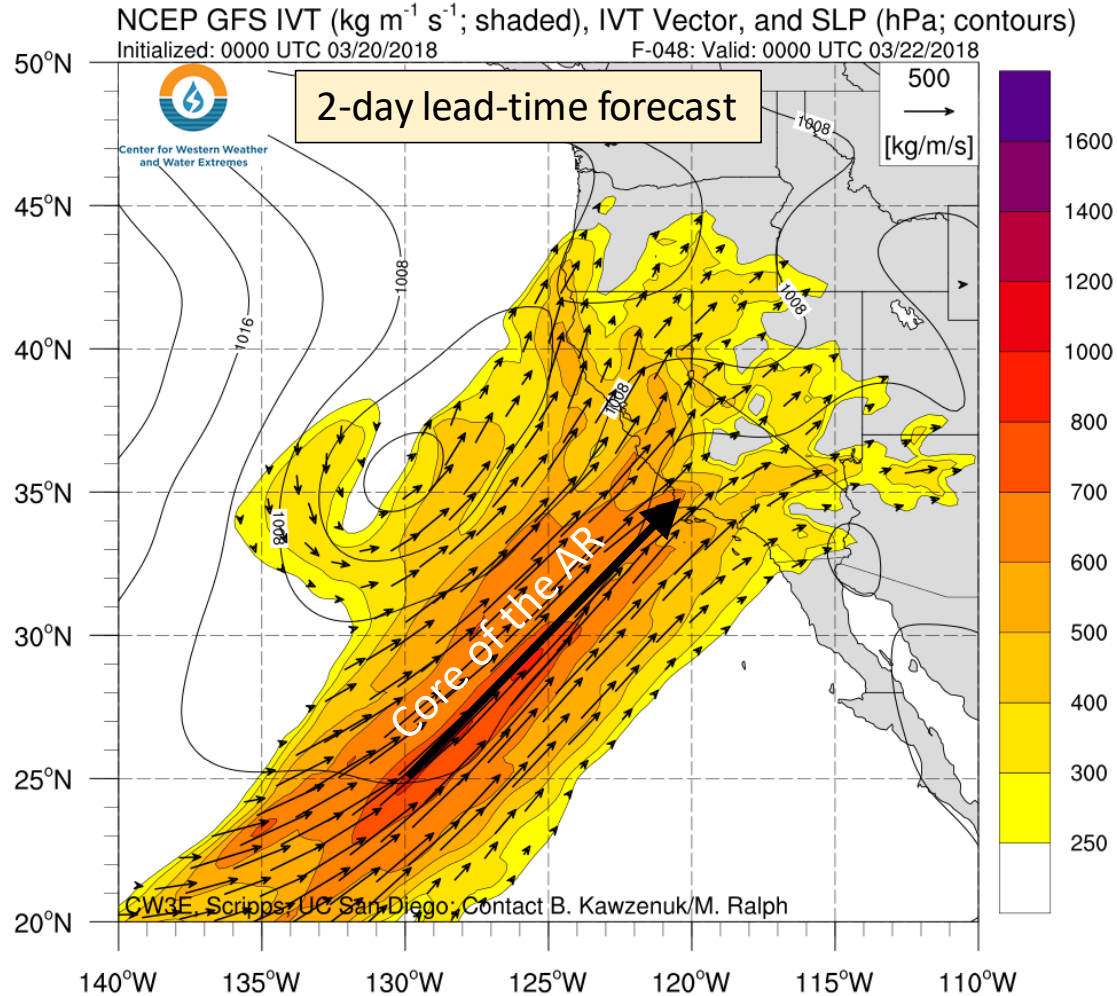 NCEP GFS IVT (kg m⁻¹ s⁻¹; shaded), IVT Vector, and SLP (hPa; contours)
Initialized: 0000 UTC 03/20/2018 F-048: Valid: 0000 UTC 03/22/2018
2-day lead-time forecast
Center for Western Weather
and Water Extremes
500
[kg/m/s]
1008
1008
1016
1008
1008
1008
Core of the AR
CW3E, Scripps, UC San Diego; Contact B. Kawzenuk/M. Ralph
50°N
45°N
40°N
35°N
30°N
25°N
20°N
140°W 135°W 130°W 125°W 120°W 115°W 110°W
1600
1400
1200
1000
800
700
600
500
400
300
250